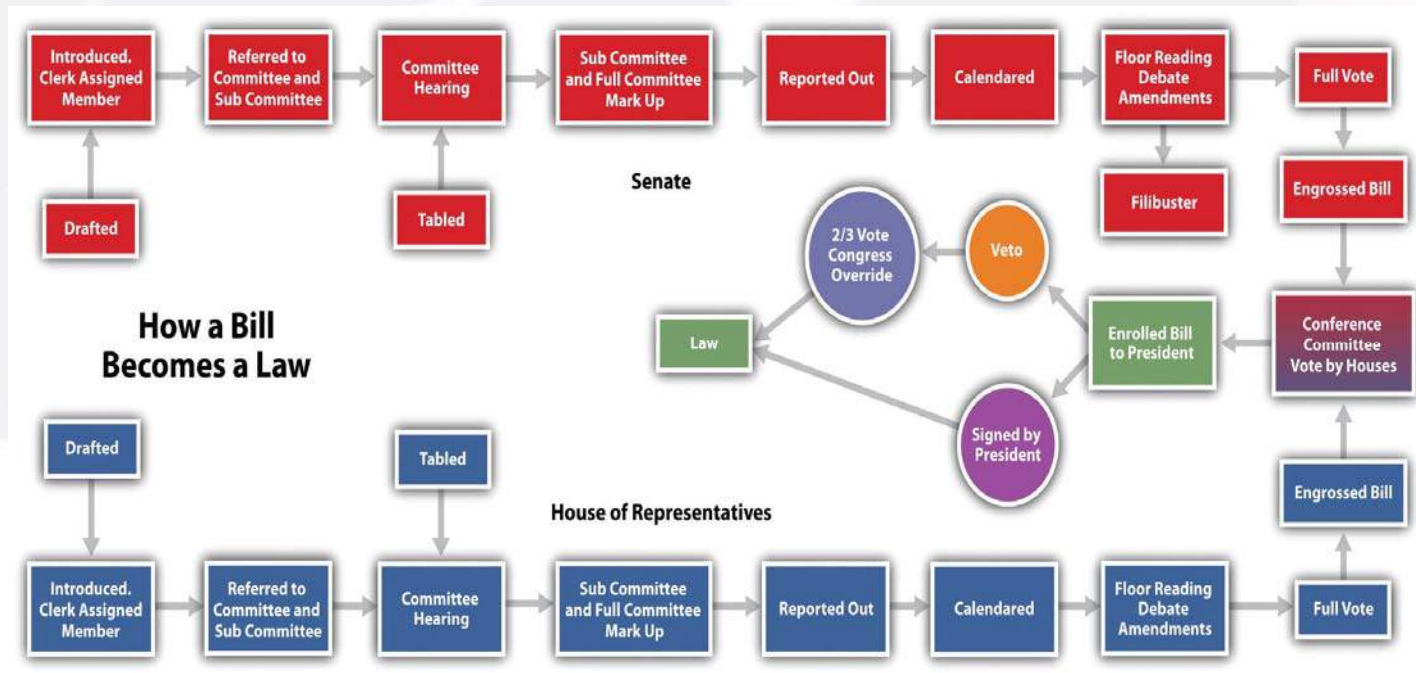 Introduced.
Clerk Assigned
Member
Referred to
Committee and
Sub Committee
Committee
Hearing
Sub Committee
and Full Committee
Mark Up
Reported Out
Calendared
Floor Reading
Debate
Amendments
Full Vote
Drafted
Tabled
Senate
Filibuster
Engrossed Bill
2/3 Vote
Congress
Override
Veto
How a Bill
Becomes a Law
Law
Enrolled Bill
to President
Conference
Committee
Vote by Houses
Signed by
President
Drafted
Tabled
House of Representatives
Engrossed Bill
Introduced.
Clerk Assigned
Member
Referred to
Committee and
Sub Committee
Committee
Hearing
Sub Committee
and Full Committee
Mark Up
Reported Out
Calendared
Floor Reading
Debate
Amendments
Full Vote